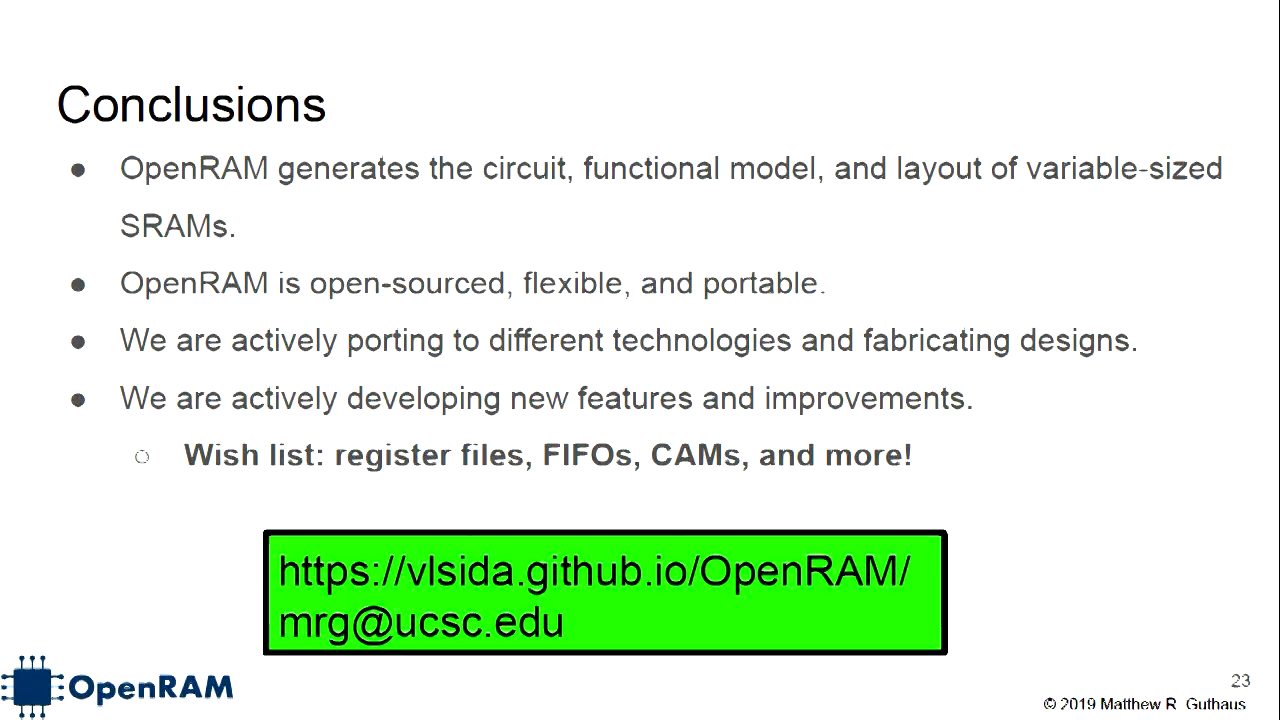 Conclusions
● OpenRAM generates the circuit, functional model, and layout of variable-sized
SRAMs.
● OpenRAM is open-sourced, flexible, and portable.
● We are actively porting to different technologies and fabricating designs.
● We are actively developing new features and improvements.
○ Wish list: register files, FIFOs, CAMs, and more!
https://vlsida.github.io/OpenRAM/
mrg@ucsc.edu
OpenRAM
23
© 2019 Matthew R. Guthaus